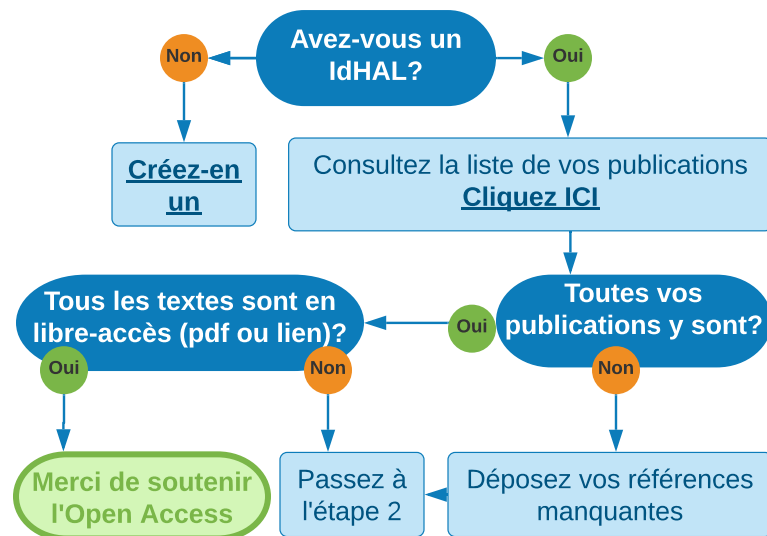 Avez-vous un
IdHAL?
Non
Oui
Créez-en
un
Consultez la liste de vos publications
Cliquez ICI
Tous les textes sont en
libre-accès (pdf ou lien)?
Oui
Toutes vos
publications y sont?
Oui
Non
Non
Merci de soutenir
l'Open Access
Passez à
l'étape 2
Déposez vos références
manquantes